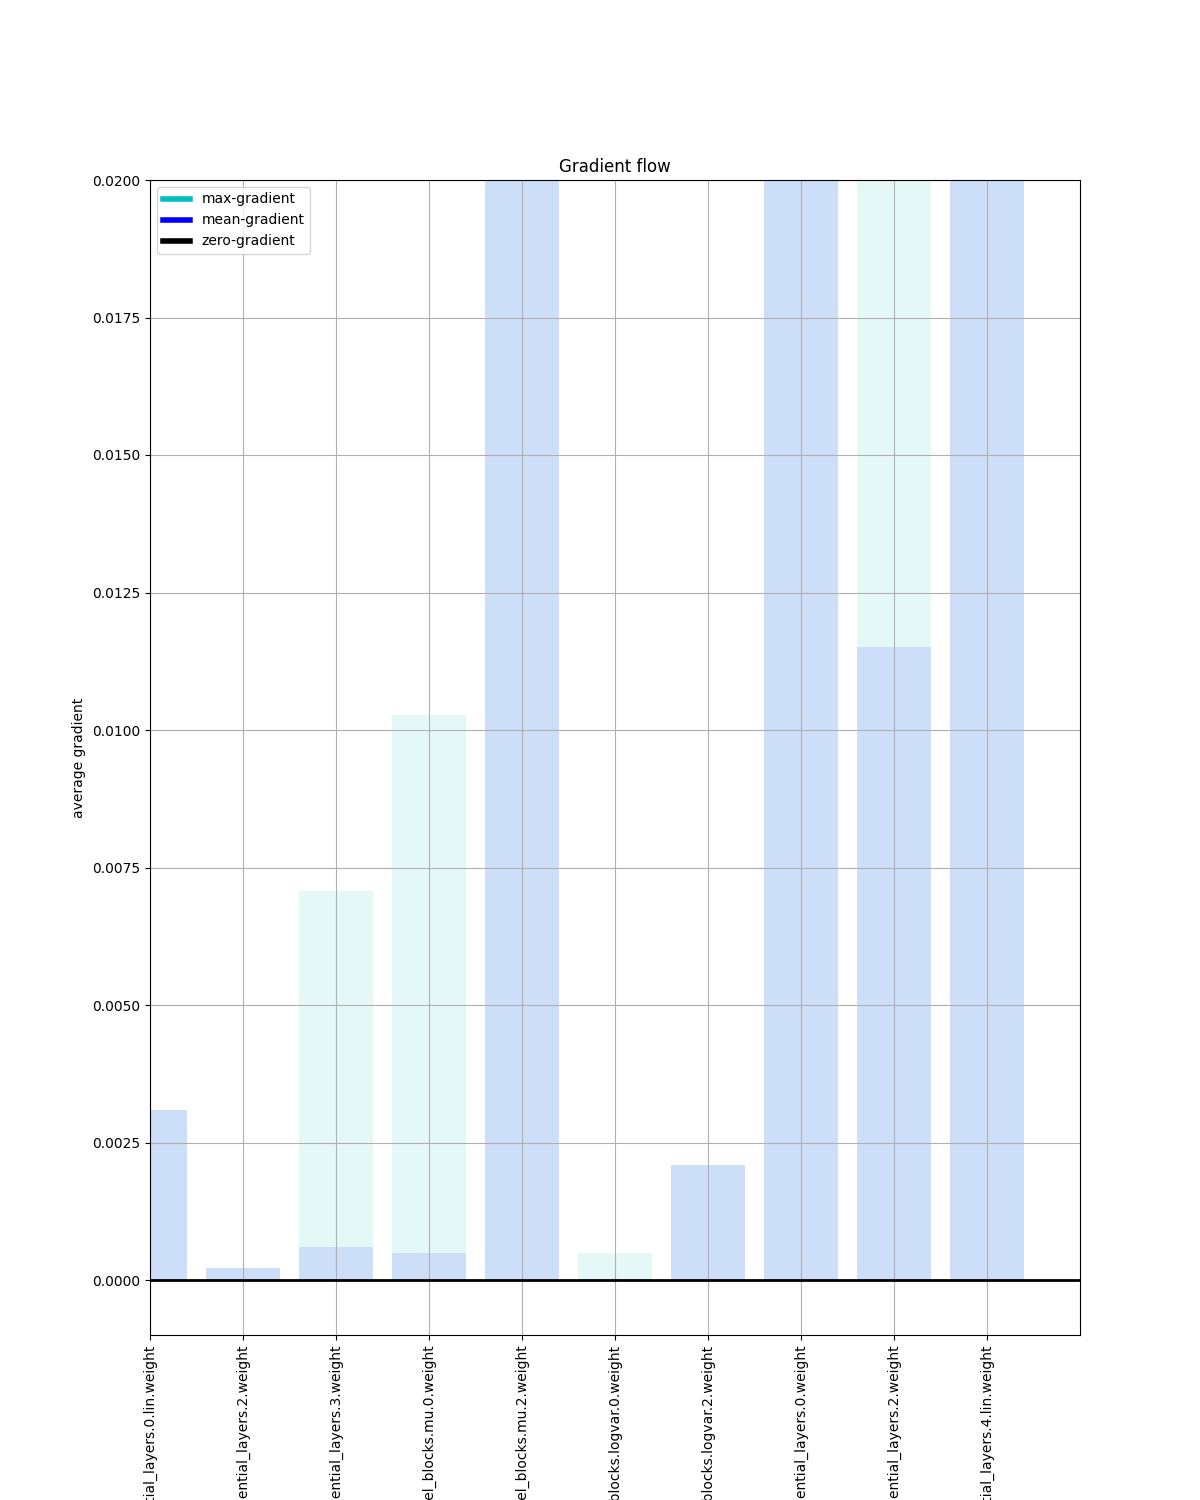 Gradient flow
max-gradient
mean-gradient
zero-gradient
0.0200
0.0175
0.0150
0.0125
0.0100
0.0075
0.0050
0.0025
0.0000
average gradient
tial_layers.0.lin.weight
ential_layers.2.weight
ential_layers.3.weight
el_blocks.mu.0.weight
el_blocks.mu.2.weight
blocks.logvar.0.weight
blocks.logvar.2.weight
ential_layers.0.weight
ential_layers.2.weight
tial_layers.4.lin.weight